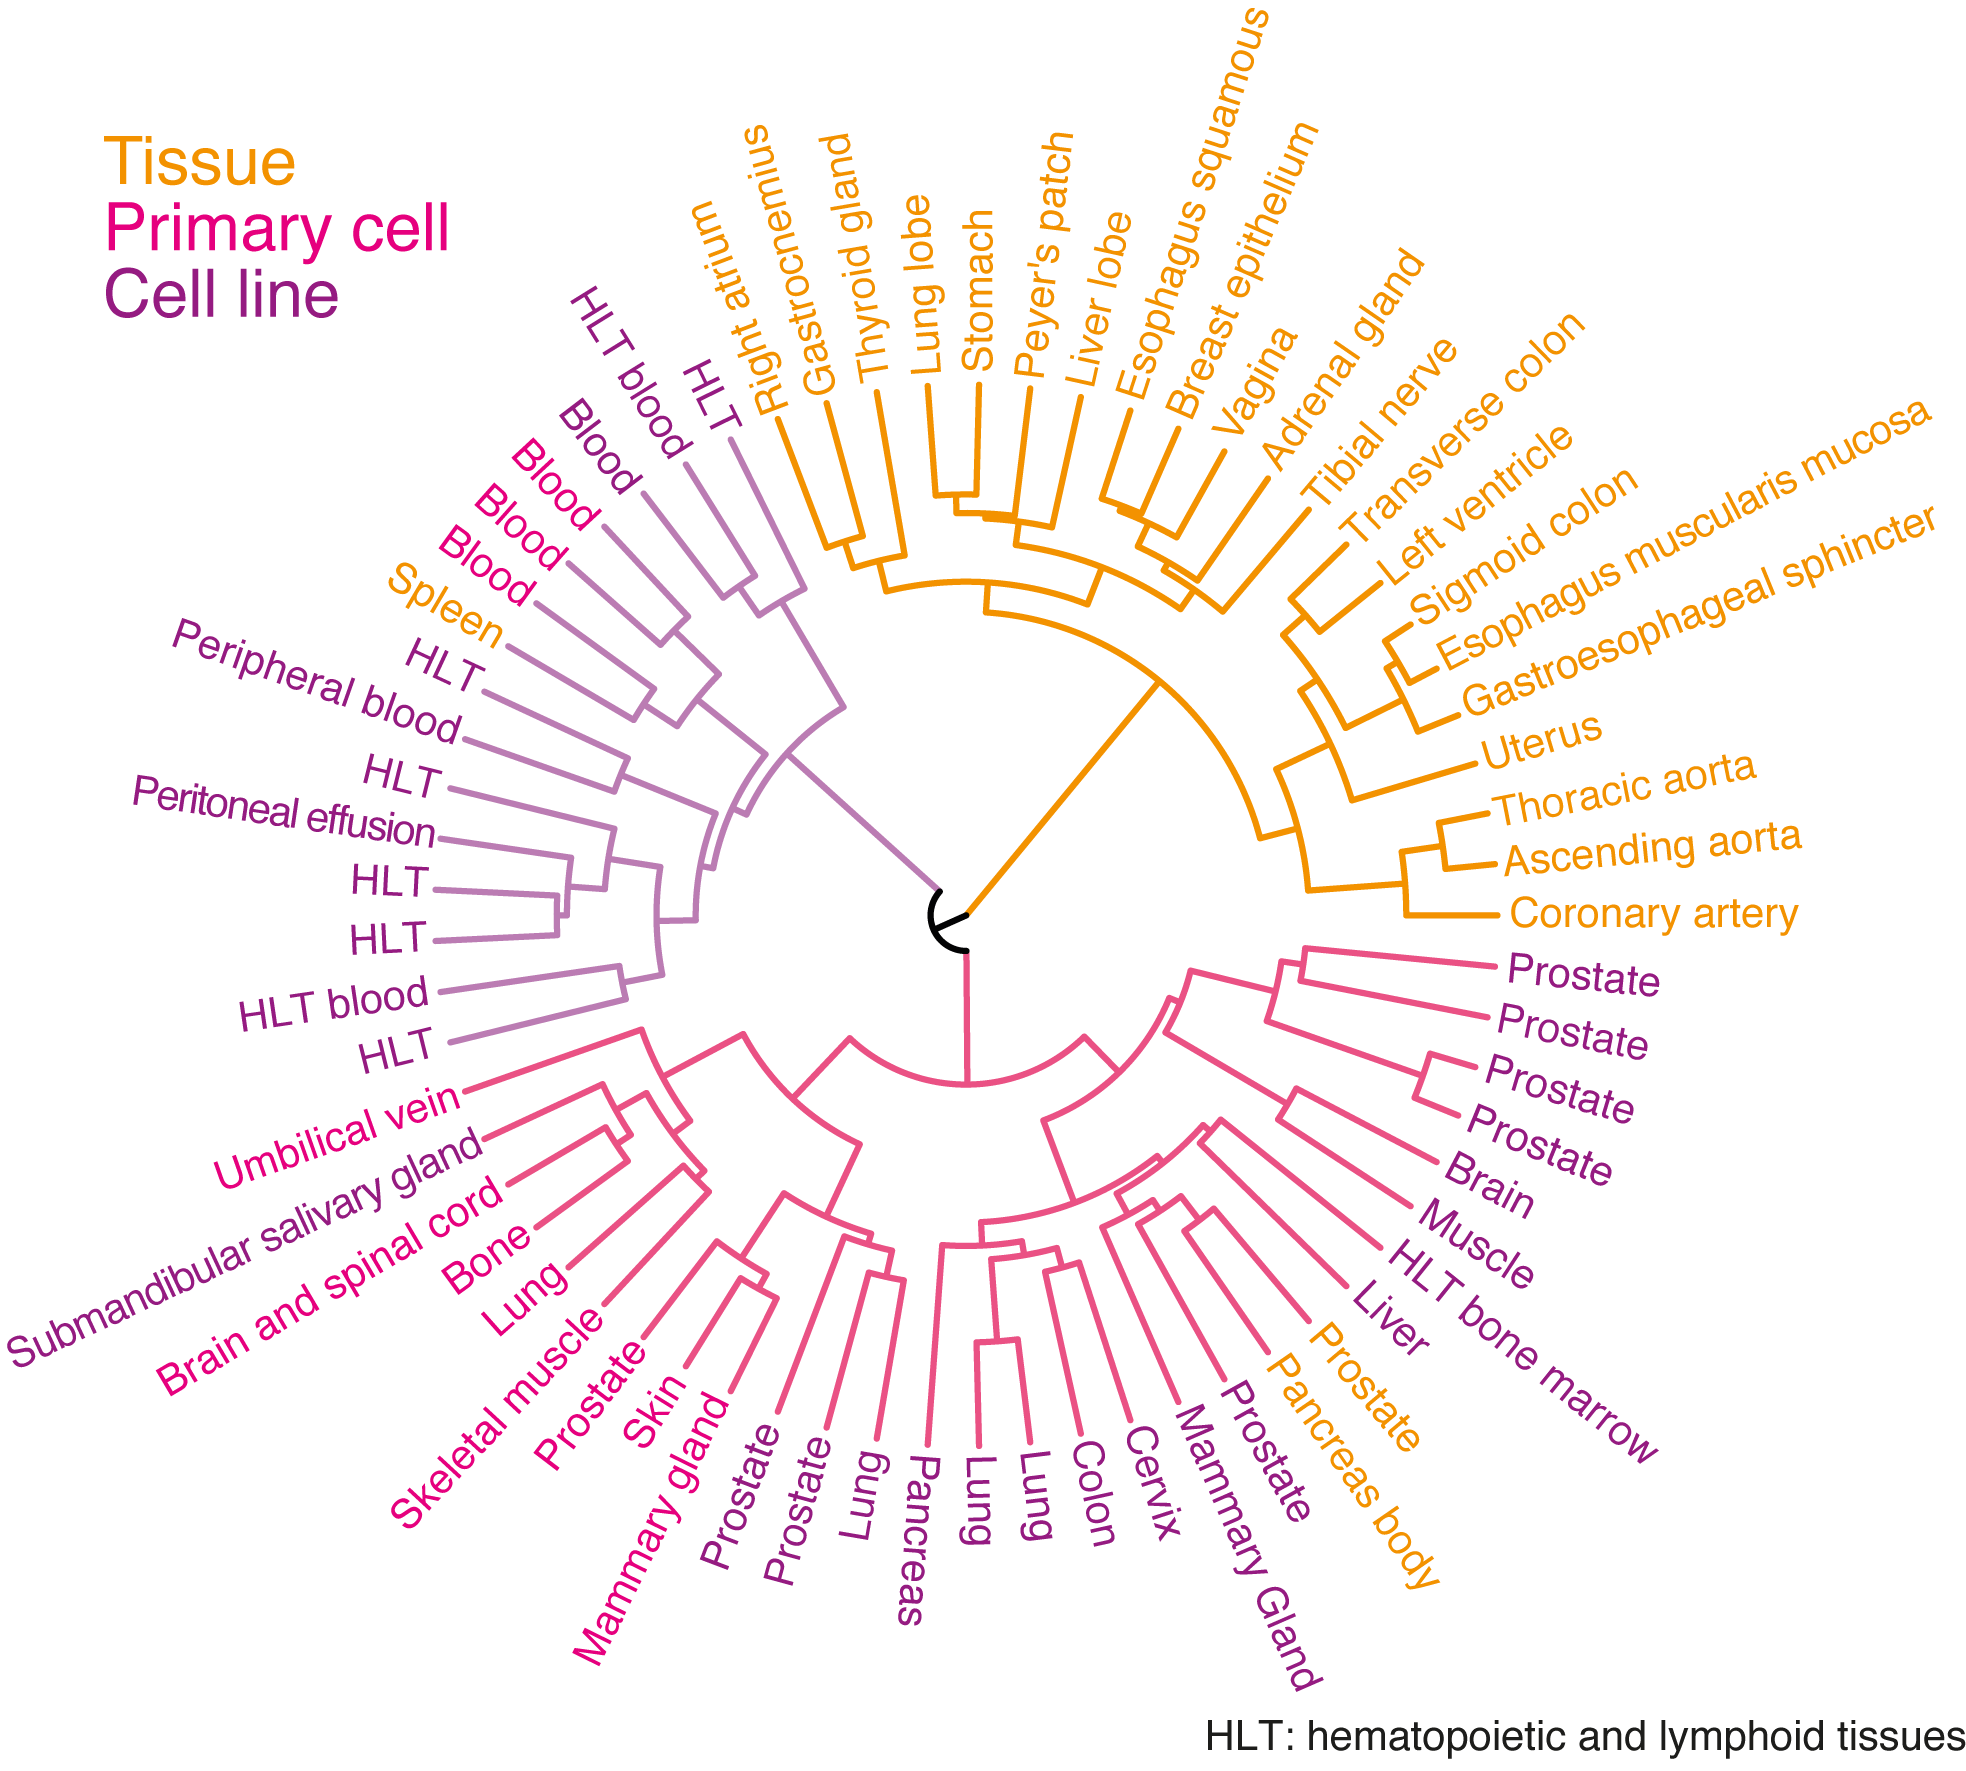 Tissue
Primary cell
Cell line
Right atrium
Gastrocnemius
Thyroid gland
Lung lobe
Stomach
Peyer's patch
Liver lobe
Esophagus squamous
Breast epithelium
Vagina
Adrenal gland
Tibial nerve
Transverse colon
Left ventricle
Sigmoid colon
Esophagus muscularis mucosa
Gastroesophageal sphincter
Uterus
Thoracic aorta
Ascending aorta
Coronary artery
Prostate
Prostate
Prostate
Prostate
Brain
Muscle
HLT bone marrow
Liver
Prostate
Pancreas body
Prostate
Mammary Gland
Cervix
Colon
Lung
Lung
Pancreas
Lung
Prostate
Prostate
Mammary gland
Skin
Prostate
Skeletal muscle
Lung
Bone
Brain and spinal cord
Submandibular salivary gland
Umbilical vein
HLT
HLT blood
HLT
HLT
Peritoneal effusion
HLT
Peripheral blood
HLT
Spleen
Blood
Blood
Blood
Blood
HLT blood
HLT
HLT: hematopoietic and lymphoid tissues